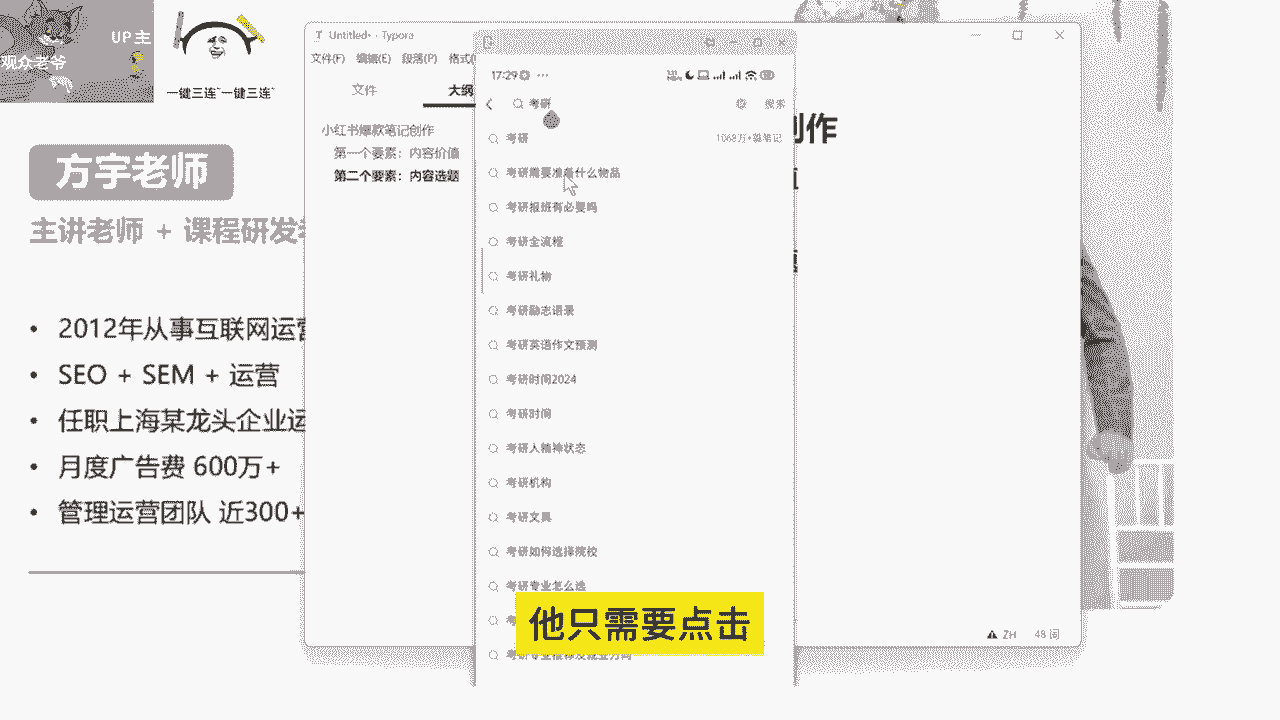 UP 主
观众老爷
一键三连~一键三连~
方宇老师
主讲老师 + 课程研发
2012年从事互联网运营
SEO + SEM + 运营
任职上海某龙头企业运
月度广告费 600万+
管理运营团队 近300+
Untitled• - Typora
文件(F) 编辑(E) 段落(P) 格式
文件
大纲
小红书爆款笔记创作
第一个要素：内容价值
第二个要素：内容选题
创作
17:29
考研
搜索
考研
1068万+篇笔记
考研需要准备什么物品
考研报班有必要吗
考研全流程
考研礼物
考研励志语录
考研英语作文预测
考研时间2024
考研时间
考研人精神状态
考研机构
考研文具
考研如何选择院校
考研专业怎么选
他只需要点击
ZH 48 词